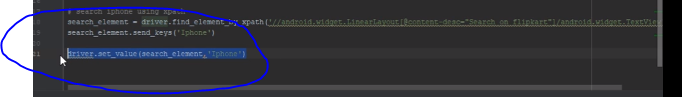 # search Iphone using xpath
search_element = driver.find_element_by_xpath("//android.widget.LinearLayout[@content-desc="Search on flipkart"]/android.widget.TextView
search_element.send_keys('Iphone')
driver.set_value(search_element,'Iphone')